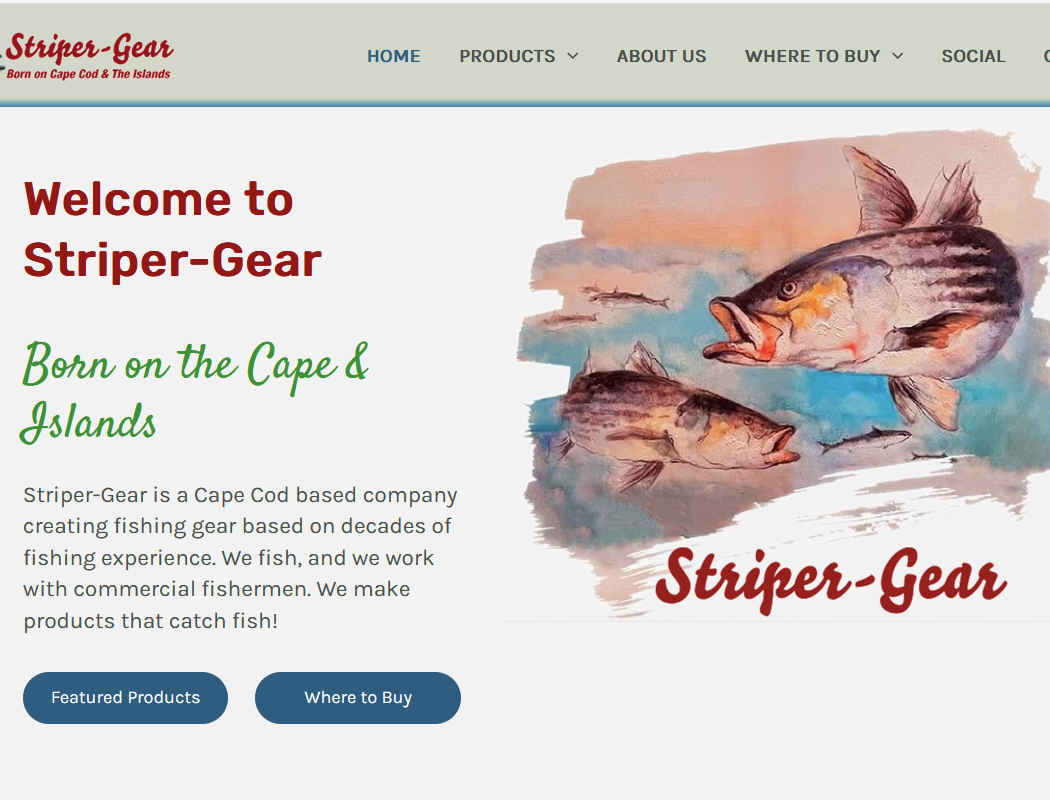 Striper-Gear
Born on Cape Cod & The Islands
HOME PRODUCTS ABOUT US WHERE TO BUY SOCIAL
Welcome to
Striper-Gear
Born on the Cape &
Islands
Striper-Gear is a Cape Cod based company
creating fishing gear based on decades of
fishing experience. We fish, and we work
with commercial fishermen. We make
products that catch fish!
Featured Products Where to Buy
Striper-Gear